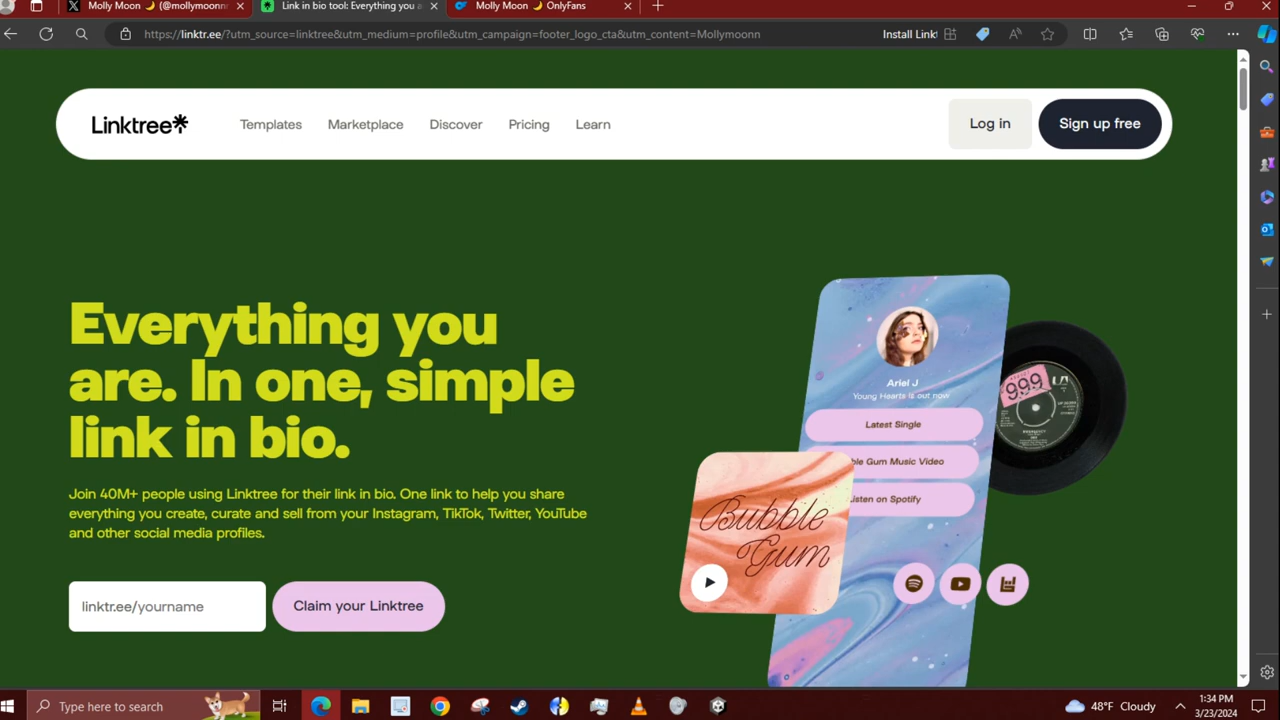 Molly Moon 🌙 (@mollymoonn
Link in bio tool: Everything you a
Molly Moon 🌙 OnlyFans
https://linktr.ee/?utm_source=linktree&utm_medium=profile&utm_campaign=footer_logo_cta&utm_content=Mollymoonn
Install Linkt
Linktree
Templates
Marketplace
Discover
Pricing
Learn
Log in
Sign up free
Everything you
are. In one, simple
link in bio.
Join 40M+ people using Linktree for their link in bio. One link to help you share
everything you create, curate and sell from your Instagram, TikTok, Twitter, YouTube
and other social media profiles.
linktr.ee/yourname
Claim your Linktree
Ariel J
Young Hearts is out now
Latest Single
ble Gum Music Video
isten on Spotify
Bubble
Gum
999
Type here to search
48°F Cloudy
1:34 PM
3/23/2024